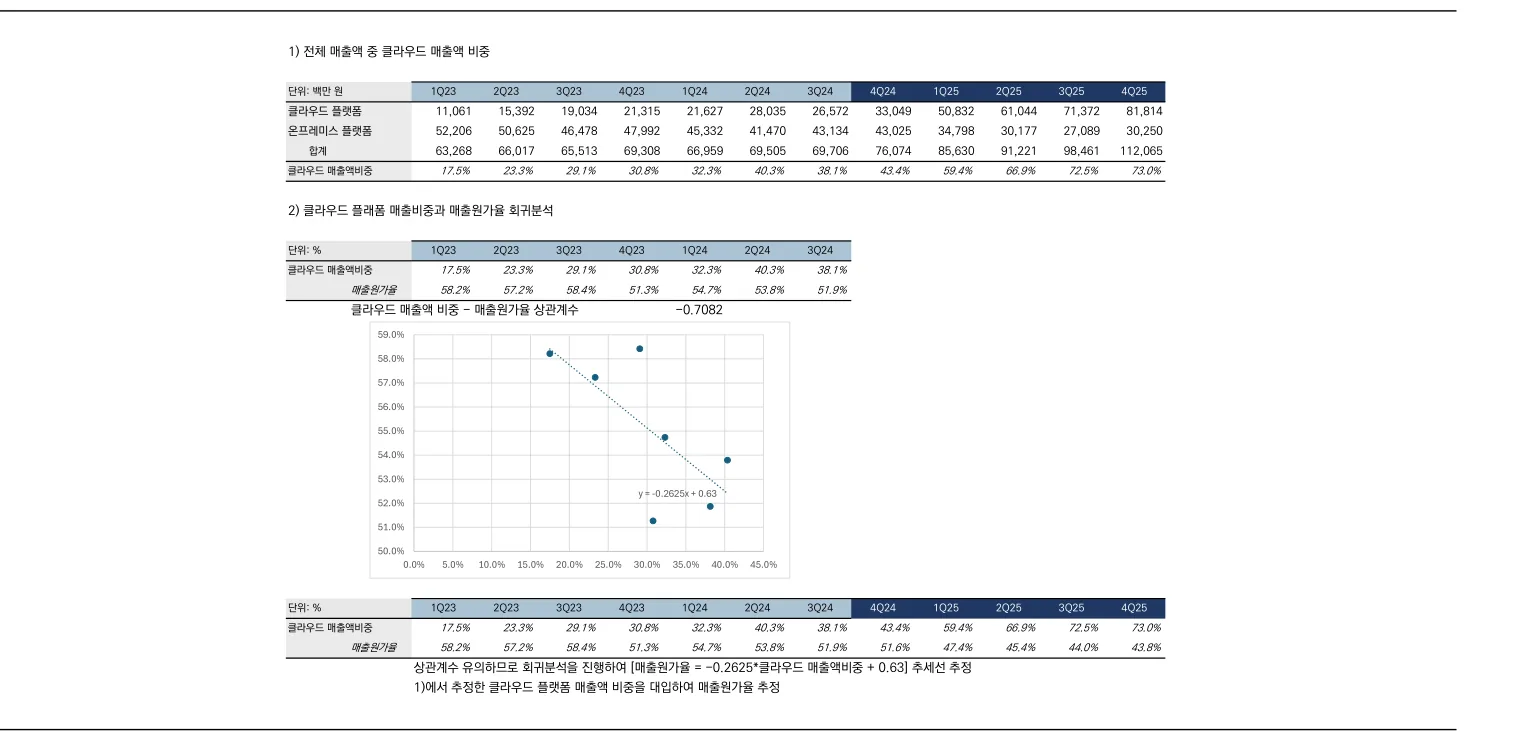 1) 전체 매출액 중 클라우드 매출액 비중
단위: 백만 원 1Q23 2Q23 3Q23 4Q23 1Q24 2Q24 3Q24 4Q24 1Q25 2Q25 3Q25 4Q25
클라우드 플랫폼 11,061 15,392 19,034 21,315 21,627 28,035 26,572 33,049 50,832 61,044 71,372 81,814
온프레미스 플랫폼 52,206 50,625 46,478 47,992 45,332 41,470 43,134 43,025 34,798 30,177 27,089 30,250
합계 63,268 66,017 65,513 69,308 66,959 69,505 69,706 76,074 85,630 91,221 98,461 112,065
클라우드 매출액비중 17.5% 23.3% 29.1% 30.8% 32.3% 40.3% 38.1% 43.4% 59.4% 66.9% 72.5% 73.0%
2) 클라우드 플래폼 매출비중과 매출원가율 회귀분석
단위: % 1Q23 2Q23 3Q23 4Q23 1Q24 2Q24 3Q24
클라우드 매출액비중 17.5% 23.3% 29.1% 30.8% 32.3% 40.3% 38.1%
매출원가율 58.2% 57.2% 58.4% 51.3% 54.7% 53.8% 51.9%
클라우드 매출액 비중 - 매출원가율 상관계수 -0.7082
59.0%
58.0%
57.0%
56.0%
55.0%
54.0%
53.0%
y = -0.2625x + 0.63
52.0%
51.0%
50.0%
0.0% 5.0% 10.0% 15.0% 20.0% 25.0% 30.0% 35.0% 40.0% 45.0%
단위: % 1Q23 2Q23 3Q23 4Q23 1Q24 2Q24 3Q24 4Q24 1Q25 2Q25 3Q25 4Q25
클라우드 매출액비중 17.5% 23.3% 29.1% 30.8% 32.3% 40.3% 38.1% 43.4% 59.4% 66.9% 72.5% 73.0%
매출원가율 58.2% 57.2% 58.4% 51.3% 54.7% 53.8% 51.9% 51.6% 47.4% 45.4% 44.0% 43.8%
상관계수 유의하므로 회귀분석을 진행하여 [매출원가율 = -0.2625*클라우드 매출액비중 + 0.63] 추세선 추정
1)에서 추정한 클라우드 플랫폼 매출액 비중을 대입하여 매출원가율 추정